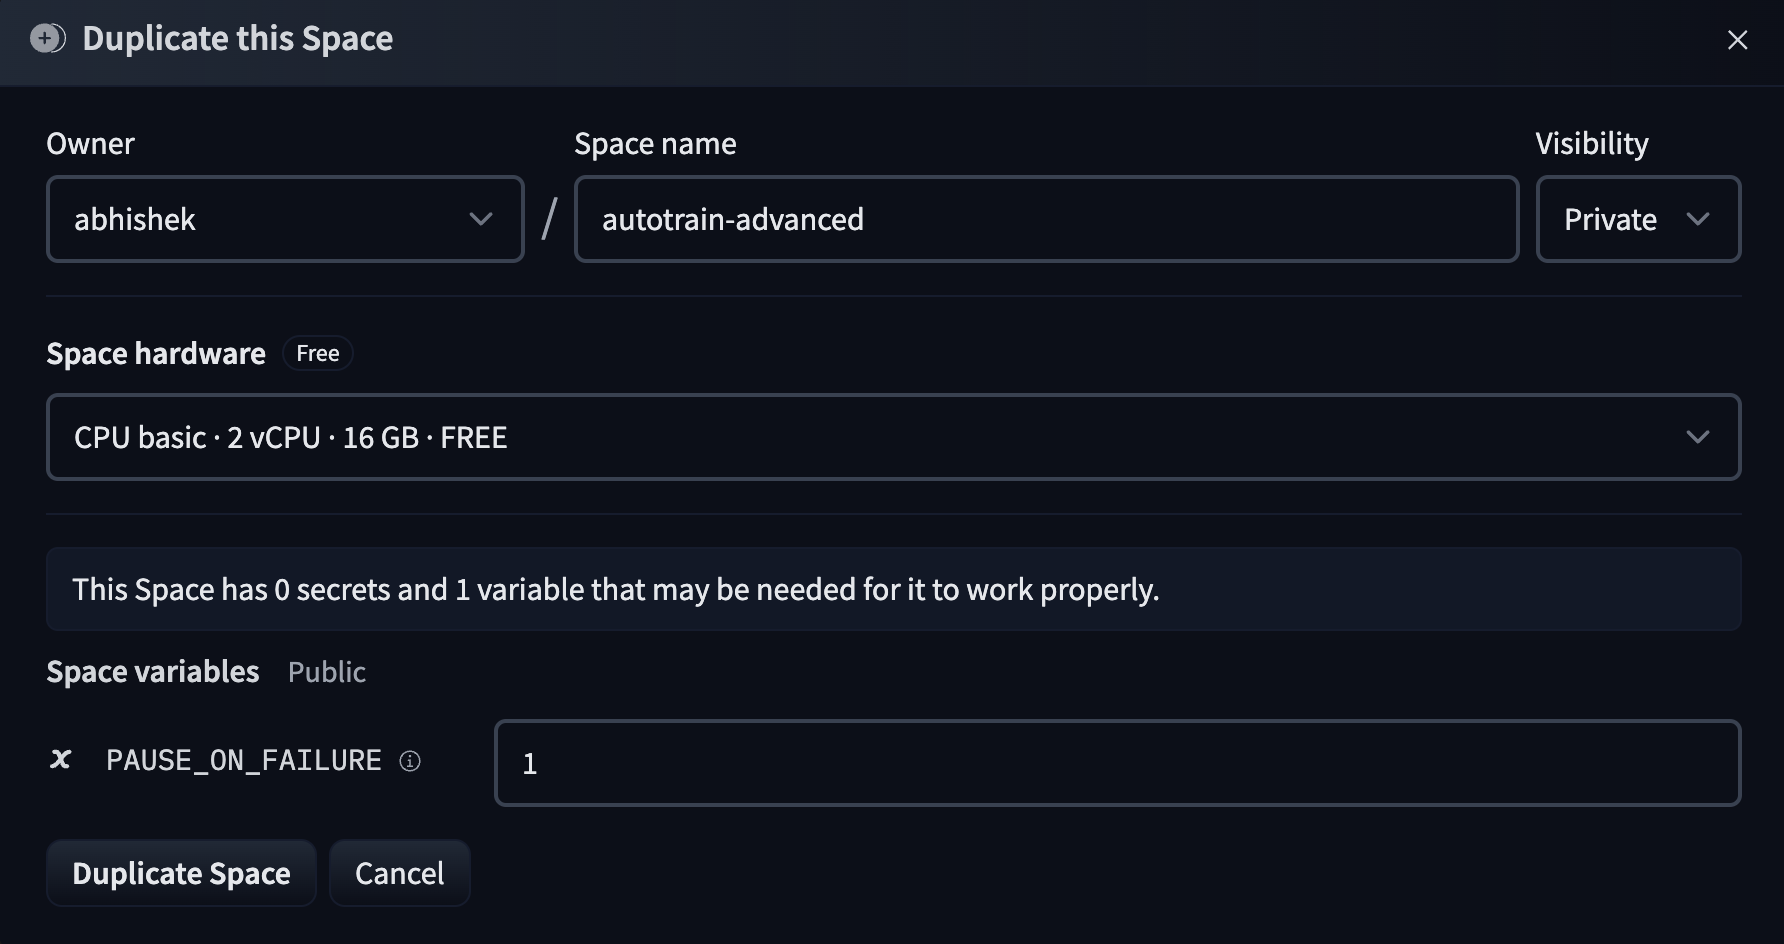 Duplicate this Space
Owner
Space name
Visibility
abhishek
/
autotrain-advanced
Private
Space hardware
Free
CPU basic · 2 vCPU · 16 GB · FREE
This Space has 0 secrets and 1 variable that may be needed for it to work properly.
Space variables
Public
PAUSE_ON_FAILURE
1
Duplicate Space
Cancel